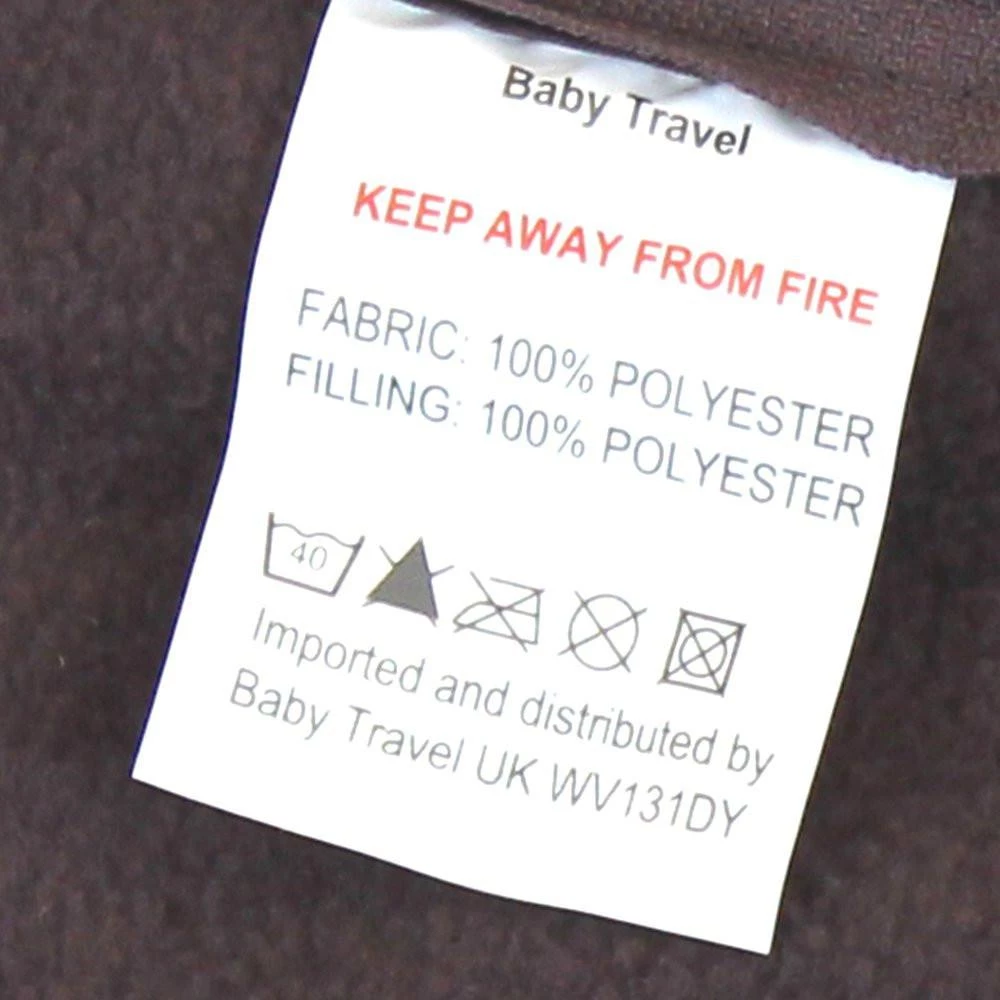 Baby Travel
KEEP AWAY FROM FIRE
FABRIC: 100% POLYESTER
FILLING: 100% POLYESTER
40
Imported and distributed by
Baby Travel UK WV131DY